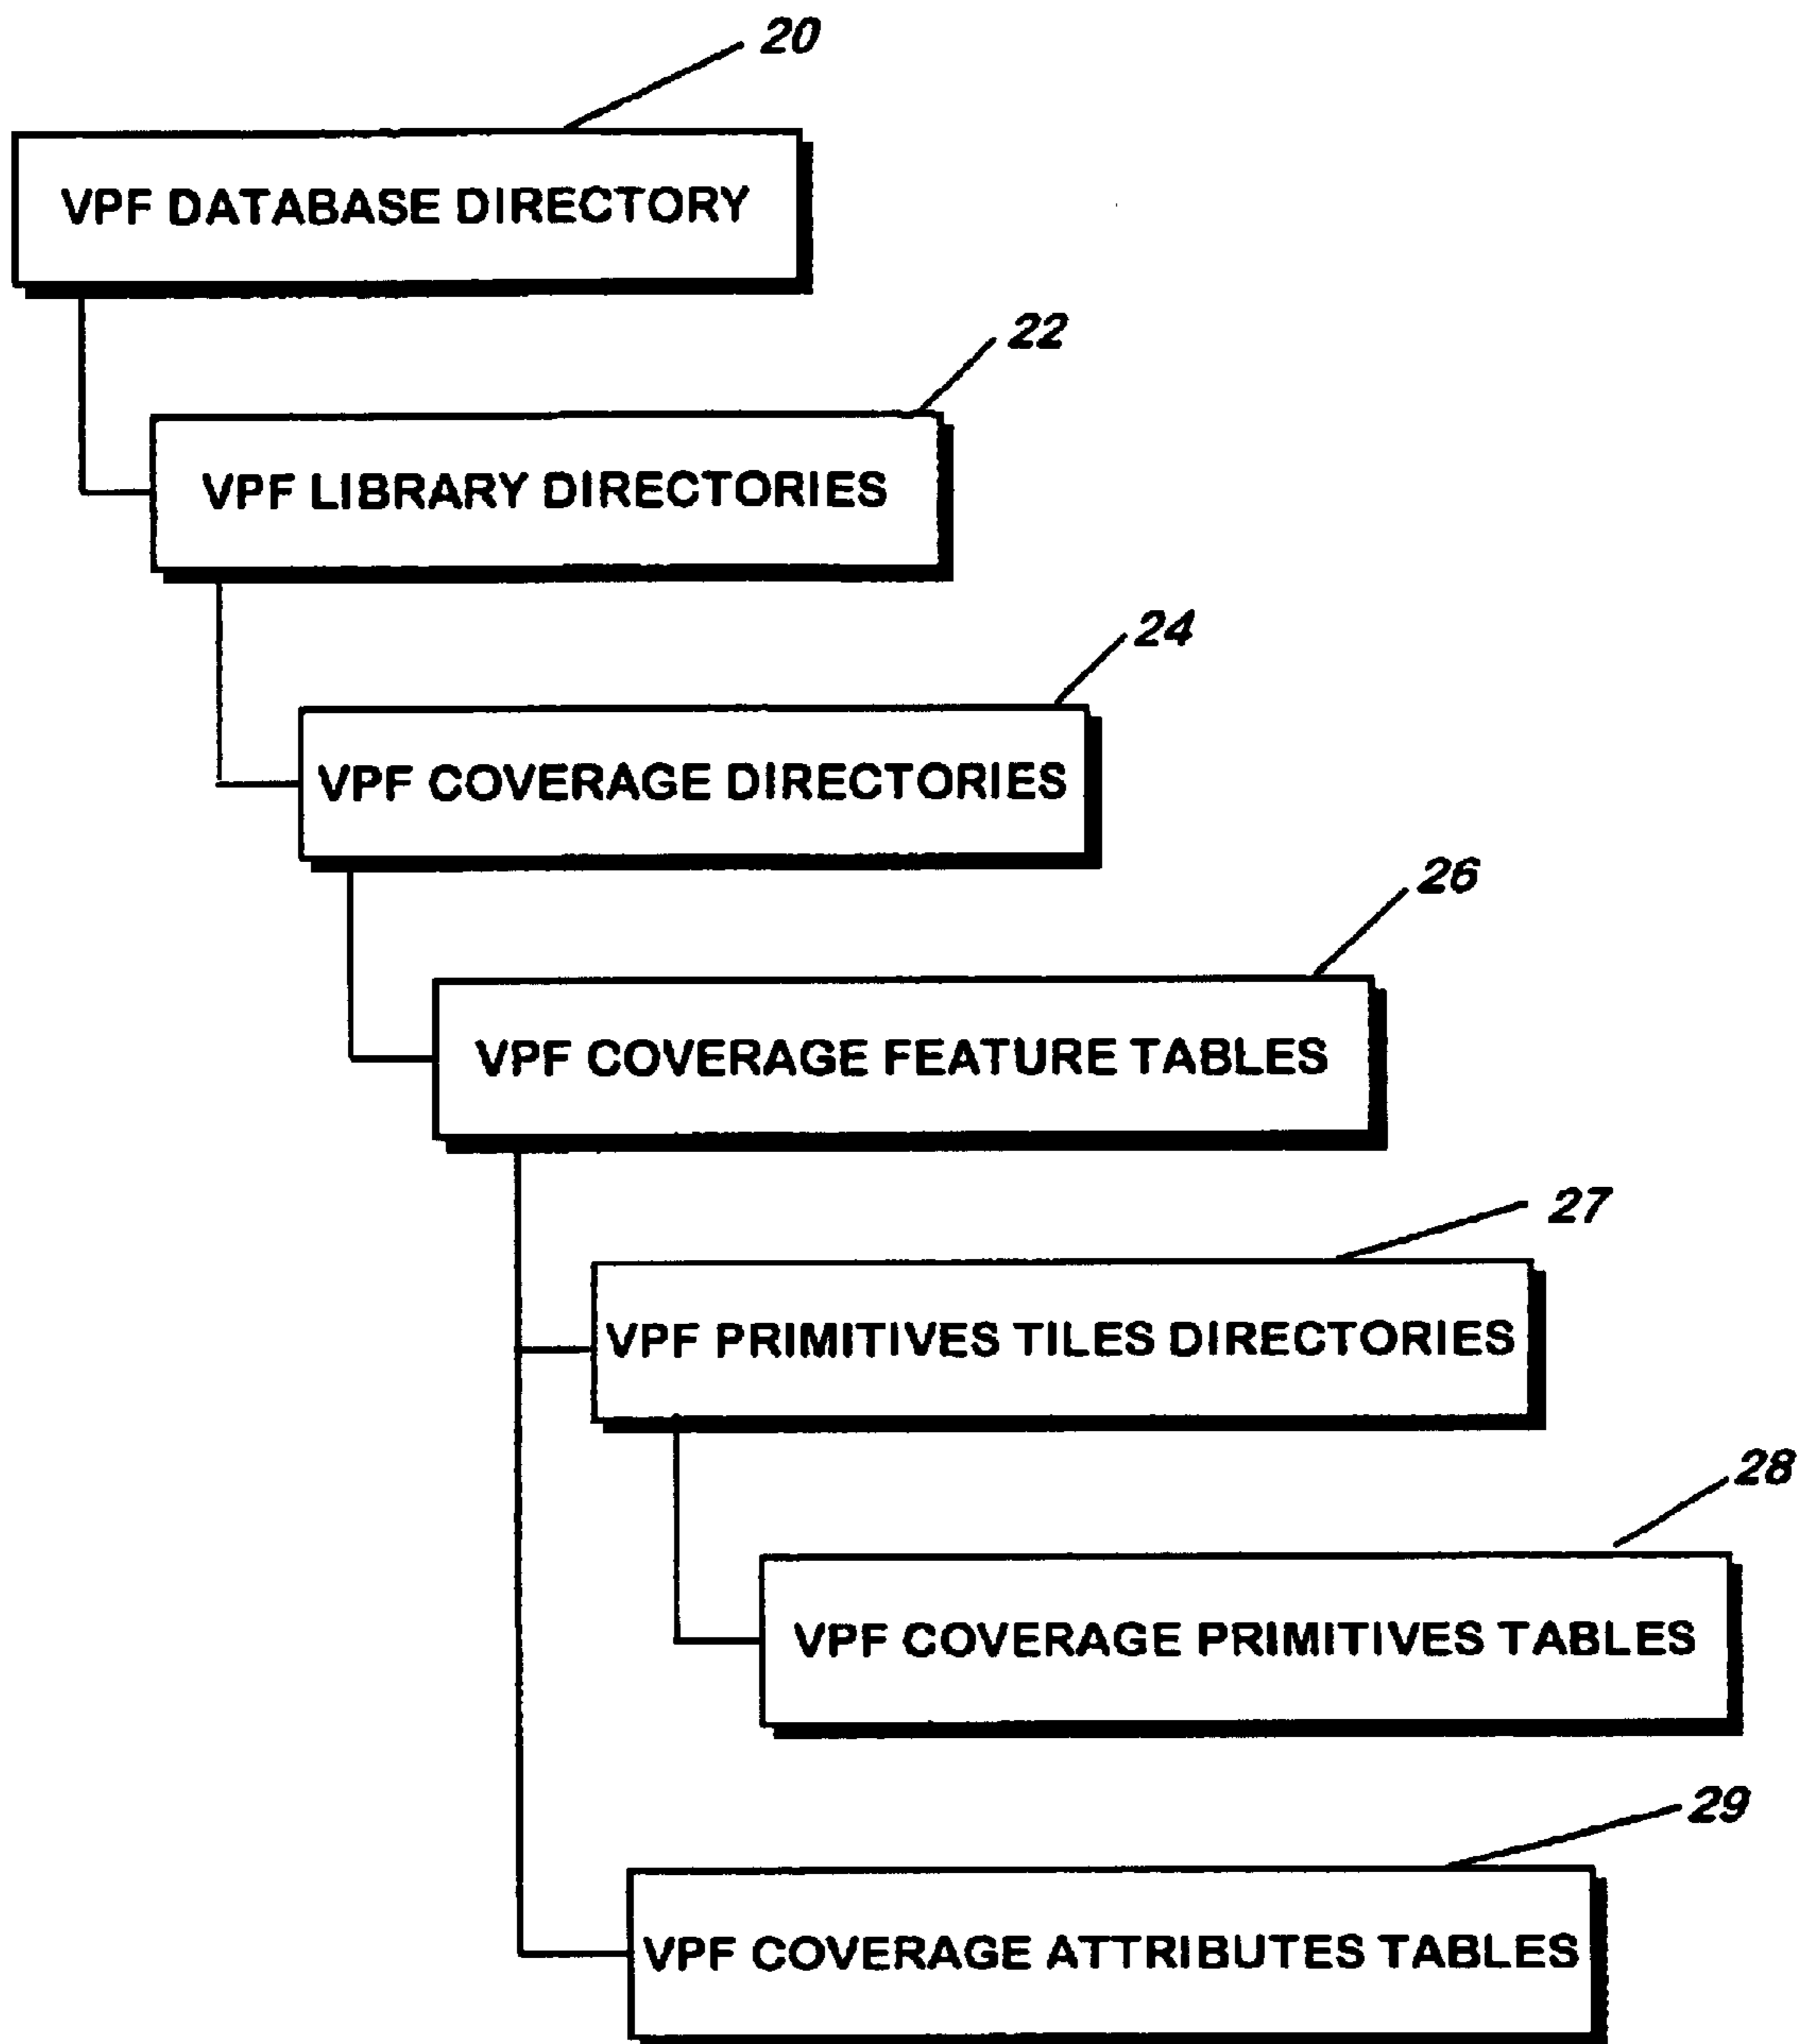 20
VPF DATABASE DIRECTORY
22
VPF LIBRARY DIRECTORIES
24
VPF COVERAGE DIRECTORIES
26
VPF COVERAGE FEATURE TABLES
27
VPF PRIMITIVES TILES DIRECTORIES
28
VPF COVERAGE PRIMITIVES TABLES
29
VPF COVERAGE ATTRIBUTES TABLES